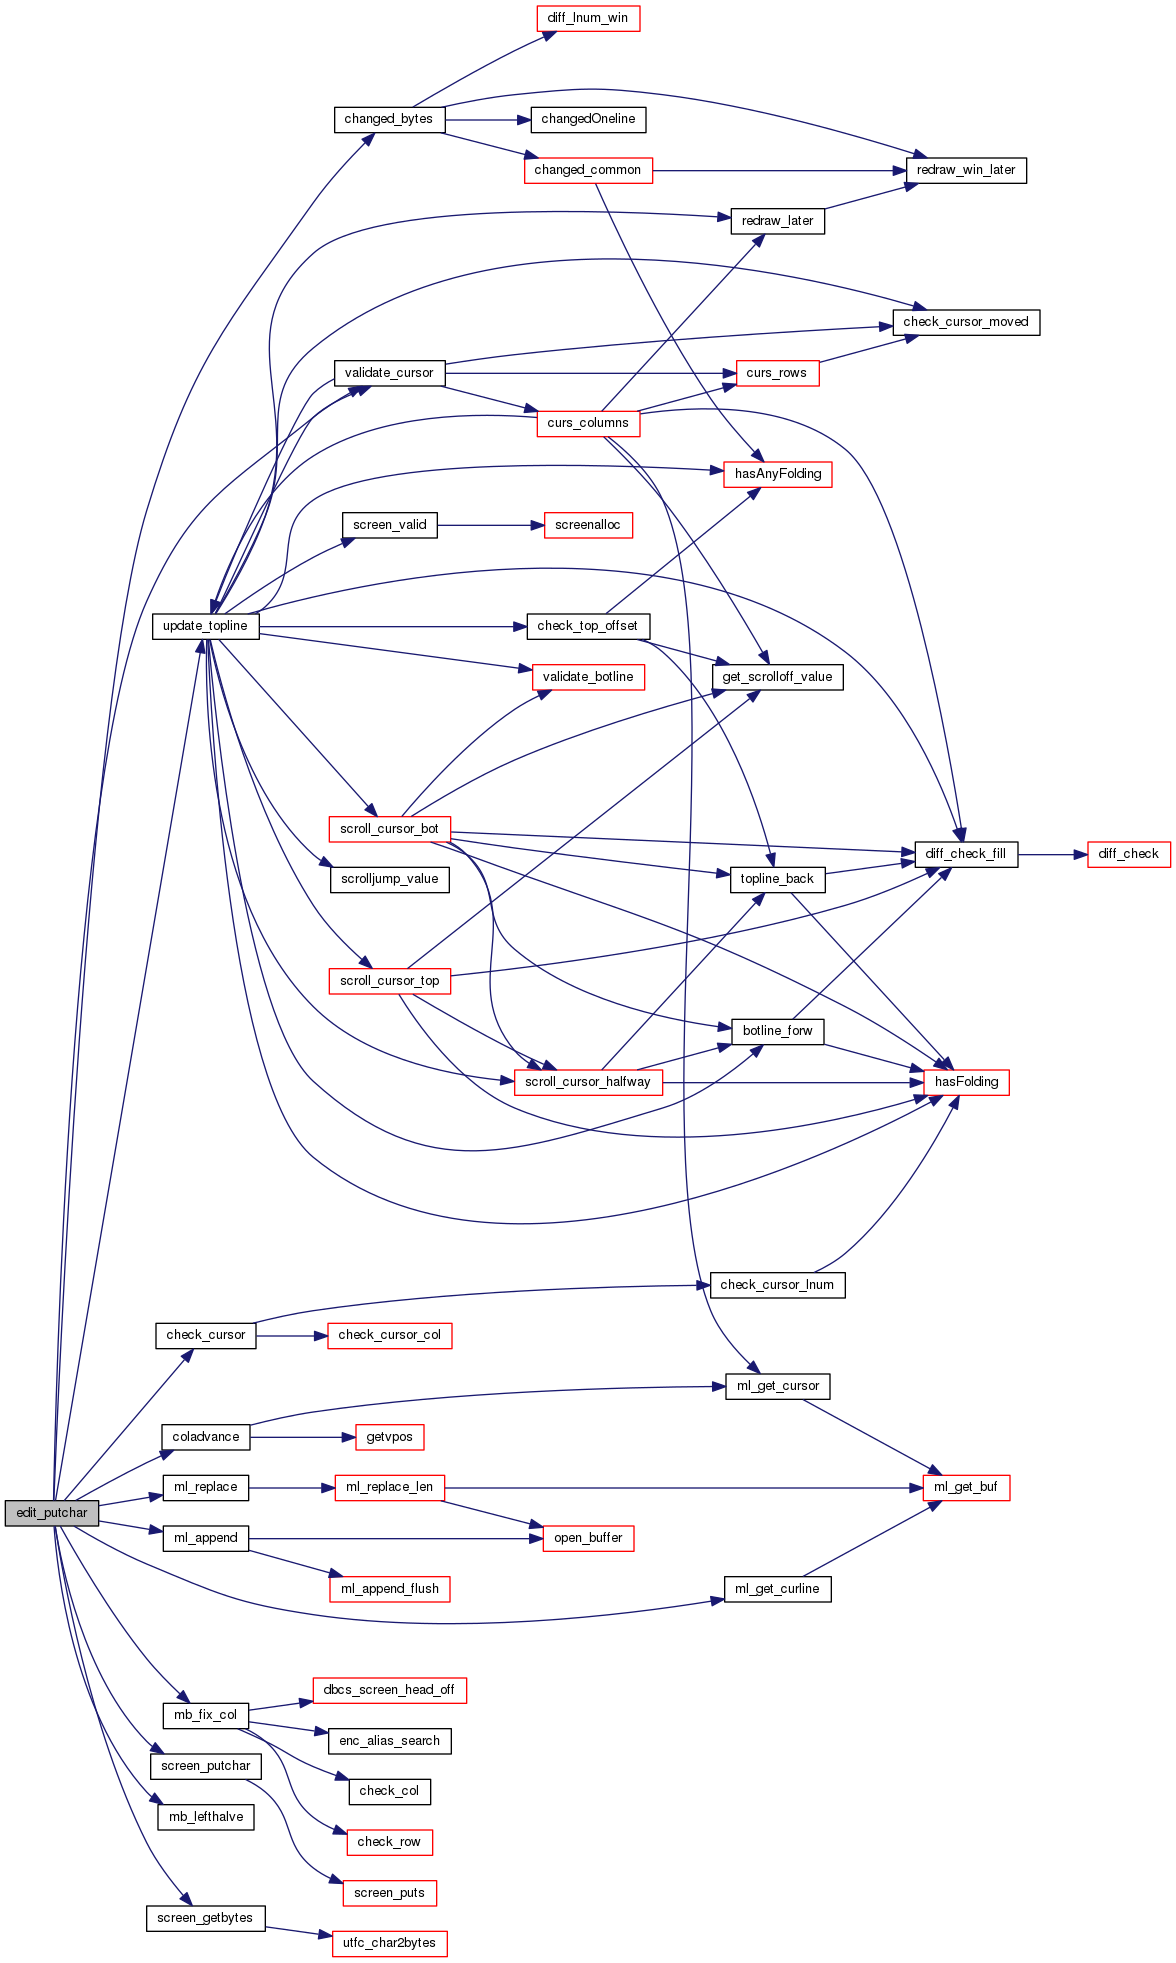 diff_lnum_win
changed_bytes
changedOneline
changed_common
redraw_win_later
redraw_later
check_cursor_moved
validate_cursor
curs_rows
curs_columns
hasAnyFolding
screen_valid
screenalloc
update_topline
check_top_offset
validate_botline
get_scrolloff_value
scroll_cursor_bot
scrolljump_value
topline_back
diff_check_fill
diff_check
scroll_cursor_top
botline_forw
scroll_cursor_halfway
hasFolding
check_cursor_lnum
check_cursor
check_cursor_col
ml_get_cursor
coladvance
getvpos
ml_replace
ml_replace_len
ml_get_buf
edit_putchar
ml_append
open_buffer
ml_append_flush
ml_get_curline
dbcs_screen_head_off
mb_fix_col
enc_alias_search
screen_putchar
check_col
mb_lefthalve
check_row
screen_puts
screen_getbytes
utfc_char2bytes